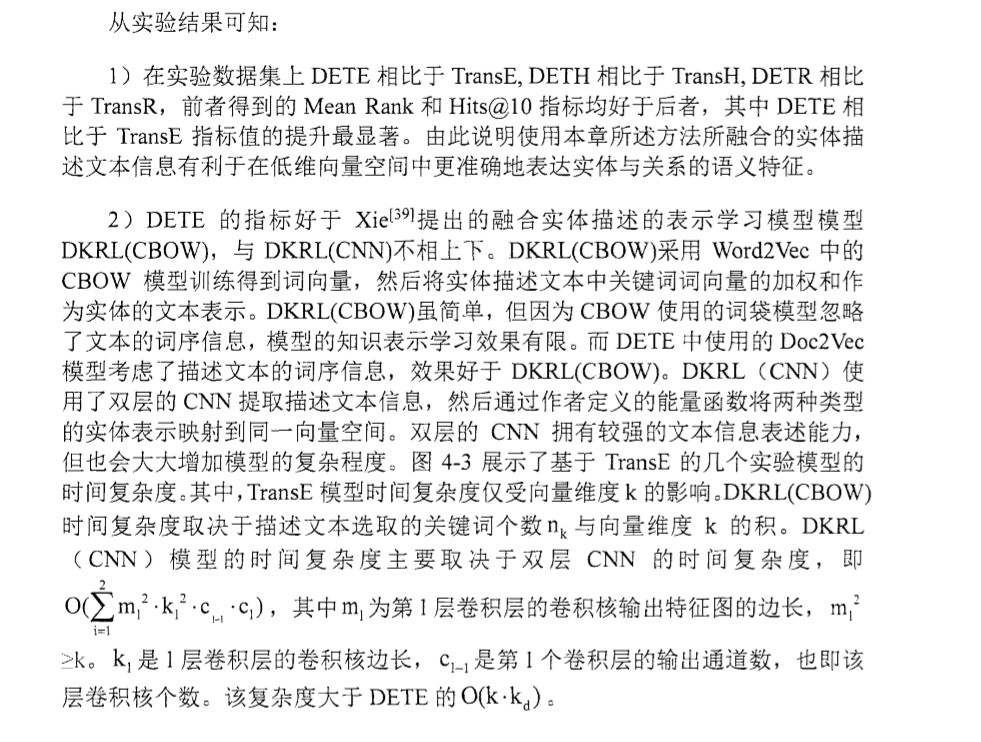 从实验结果可知：
1）在实验数据集上 DETE 相比于 TransE, DETH 相比于 TransH, DETR 相比
于 TransR，前者得到的 Mean Rank 和 Hits@10 指标均好于后者，其中 DETE 相
比于 TransE 指标值的提升最显著。由此说明使用本章所述方法所融合的实体描
述文本信息有利于在低维向量空间中更准确地表达实体与关系的语义特征。
2）DETE 的指标好于 Xie[39]提出的融合实体描述的表示学习模型模型
DKRL(CBOW)，与 DKRL(CNN)不相上下。DKRL(CBOW)采用 Word2Vec 中的
CBOW 模型训练得到词向量，然后将实体描述文本中关键词词向量的加权和作
为实体的文本表示。DKRL(CBOW)虽简单，但因为 CBOW 使用的词袋模型忽略
了文本的词序信息，模型的知识表示学习效果有限。而 DETE 中使用的 Doc2Vec
模型考虑了描述文本的词序信息，效果好于 DKRL(CBOW)。DKRL（CNN）使
用了双层的 CNN 提取描述文本信息，然后通过作者定义的能量函数将两种类型
的实体表示映射到同一向量空间。双层的 CNN 拥有较强的文本信息表述能力，
但也会大大增加模型的复杂程度。图 4-3 展示了基于 TransE 的几个实验模型的
时间复杂度。其中，TransE 模型时间复杂度仅受向量维度 k 的影响。DKRL(CBOW)
时间复杂度取决于描述文本选取的关键词个数 n_k 与向量维度 k 的积。DKRL
（CNN）模型的时间复杂度主要取决于双层 CNN 的时间复杂度，即
O(∑_{i=1}^{2} m_l^2·k_l^2·c_{l-1}·c_l)，其中 m_l 为第 l 层卷积层的卷积核输出特征图的边长，m_l^2
≥k。k_l 是 l 层卷积层的卷积核边长，c_{l-1} 是第 l 个卷积层的输出通道数，也即该
层卷积核个数。该复杂度大于 DETE 的 O(k·k_d)。